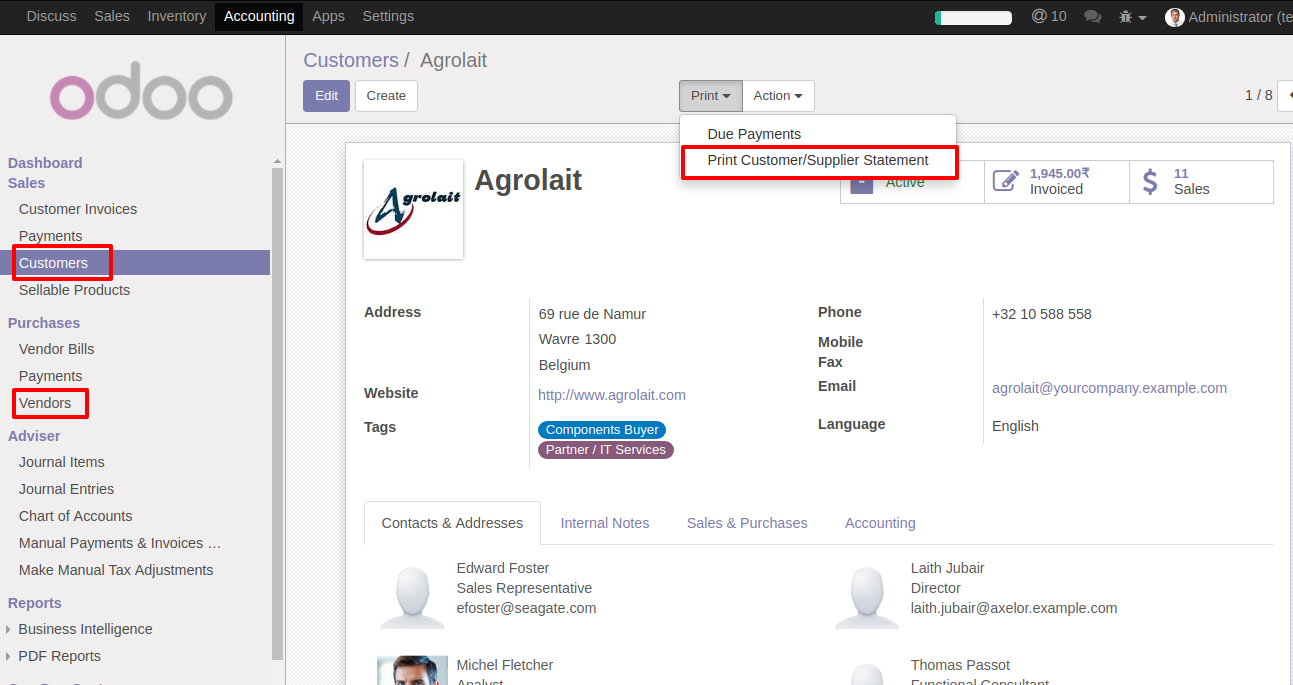 Discuss Sales Inventory Accounting Apps Settings @ 10 Administrator (te
odoo
Customers / Agrolait
Edit Create Print Action 1 / 8
Due Payments
Print Customer/Supplier Statement
Dashboard
Sales
Customer Invoices
Payments
Customers
Sellable Products
Purchases
Vendor Bills
Payments
Vendors
Adviser
Journal Items
Journal Entries
Chart of Accounts
Manual Payments & Invoices …
Make Manual Tax Adjustments
Reports
Business Intelligence
PDF Reports
Agrolait
Agrolait
Active
1,945.00₹
Invoiced
11
Sales
Address
69 rue de Namur
Wavre 1300
Belgium
Website http://www.agrolait.com
Tags Components Buyer
Partner / IT Services
Phone +32 10 588 558
Mobile
Fax
Email agrolait@yourcompany.example.com
Language English
Contacts & Addresses Internal Notes Sales & Purchases Accounting
Edward Foster
Sales Representative
efoster@seagate.com
Laith Jubair
Director
laith.jubair@axelor.example.com
Michel Fletcher
Analyst
Thomas Passot
Functional Consultant